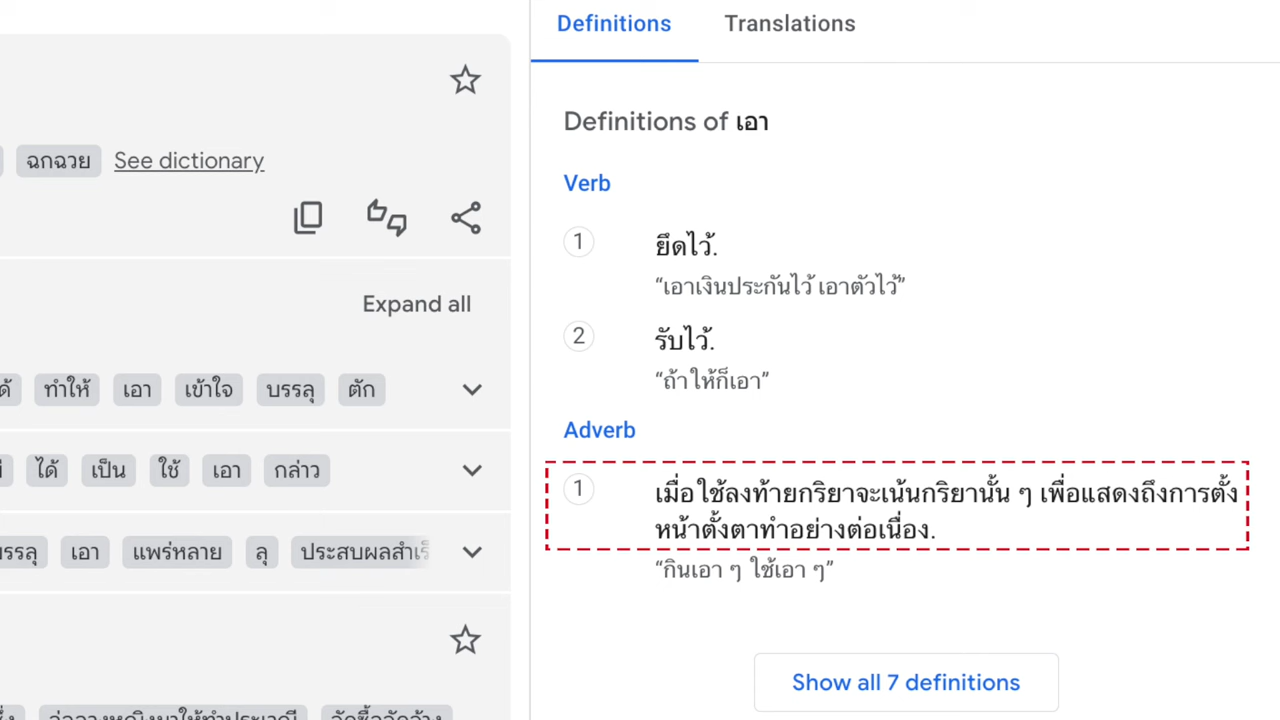 Definitions
Translations
ฉกฉวย See dictionary
Expand all
ทำให้ เอา เข้าใจ บรรลุ ตัก
ได้ เป็น ใช้ เอา กล่าว
เอา แพร่หลาย ลุ
Definitions of เอา
Verb
1 ยึดไว้.
“เอาเงินประกันไว้ เอาตัวไว้”
2 รับไว้.
“ถ้าให้ก็เอา”
Adverb
1 เมื่อใช้ลงท้ายกริยาจะเน้นกริยานั้น ๆ เพื่อแสดงถึงการตั้ง
หน้าตั้งตาทำอย่างต่อเนื่อง.
“กินเอา ๆ ใช้เอา ๆ”
Show all 7 definitions